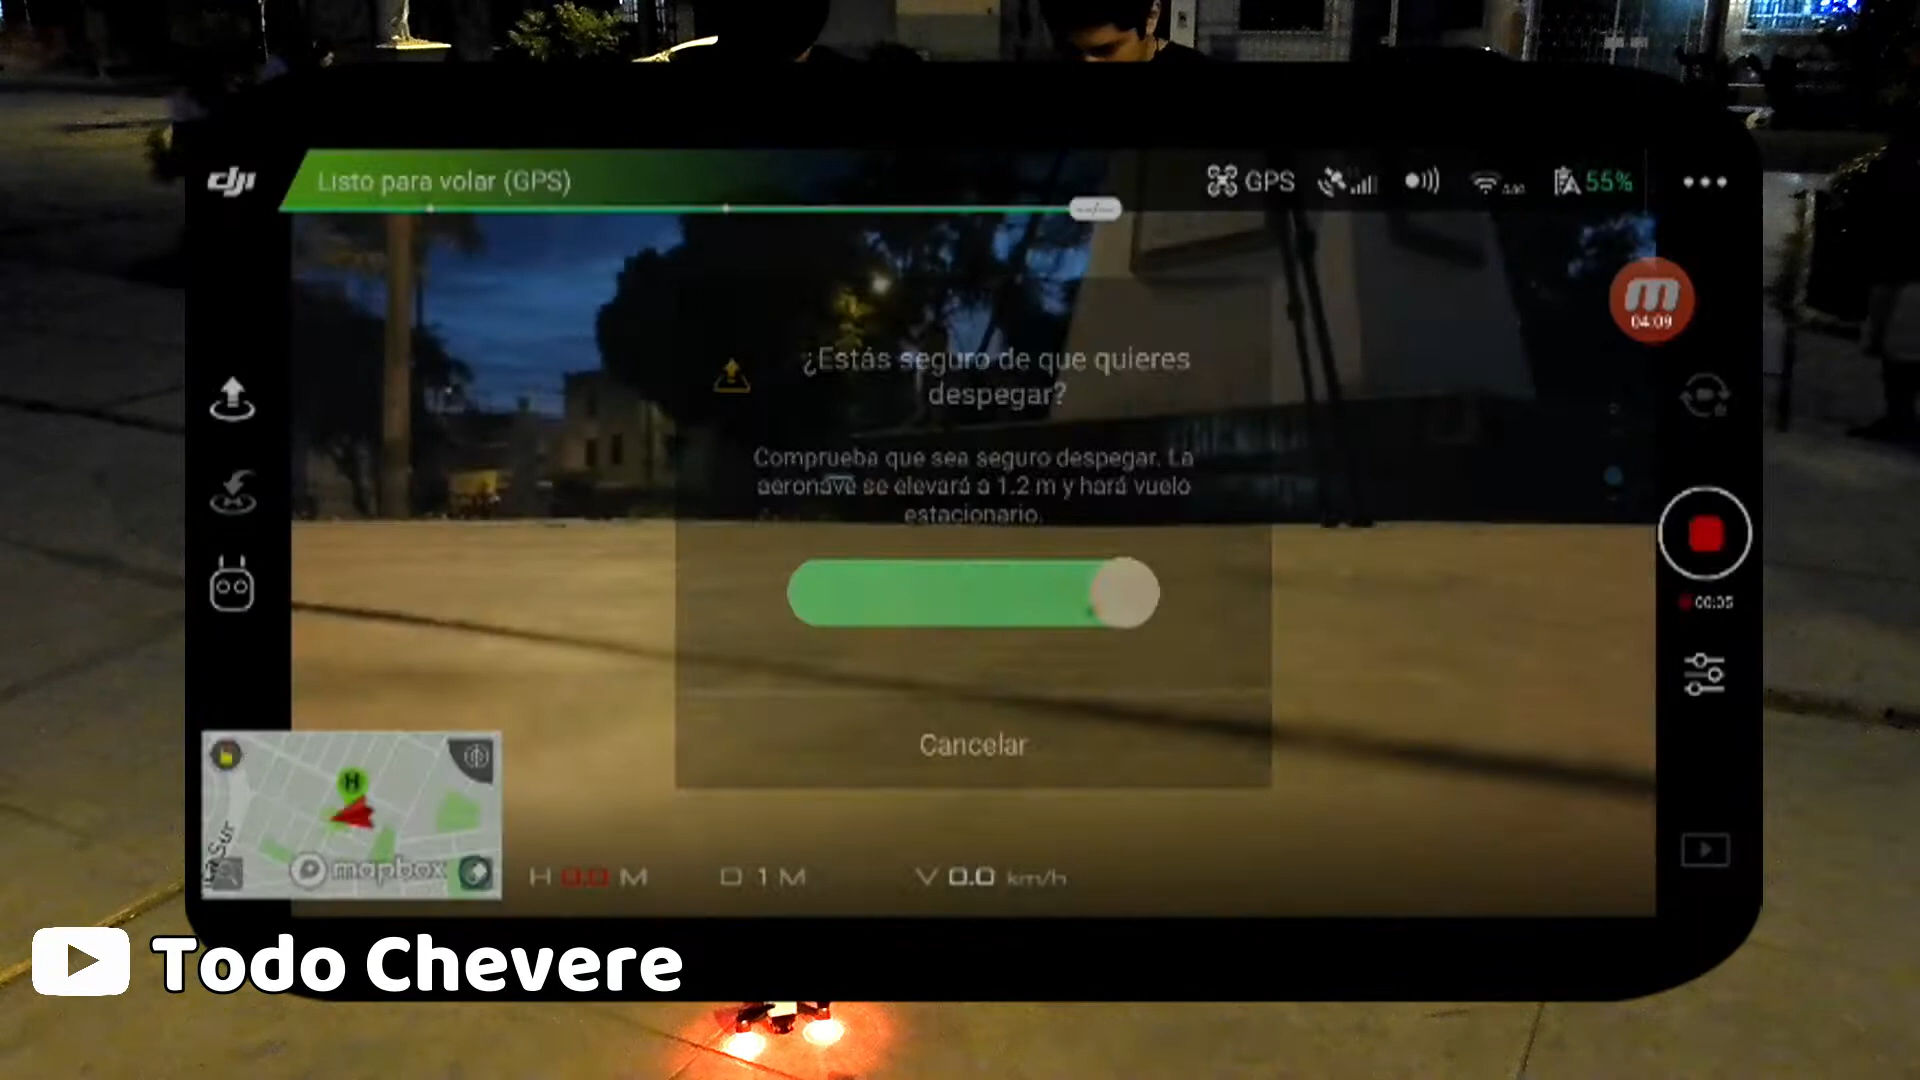 dji
Listo para volar (GPS)
GPS
55%
04:09
¿Estás seguro de que quieres
despegar?
Comprueba que sea seguro despegar. La
aeronave se elevará a 1.2 m y hará vuelo
estacionario.
00:05
Cancelar
H
Sur
mapbox
H 0.0 M
D 1 M
V 0.0 km/h
Todo Chevere